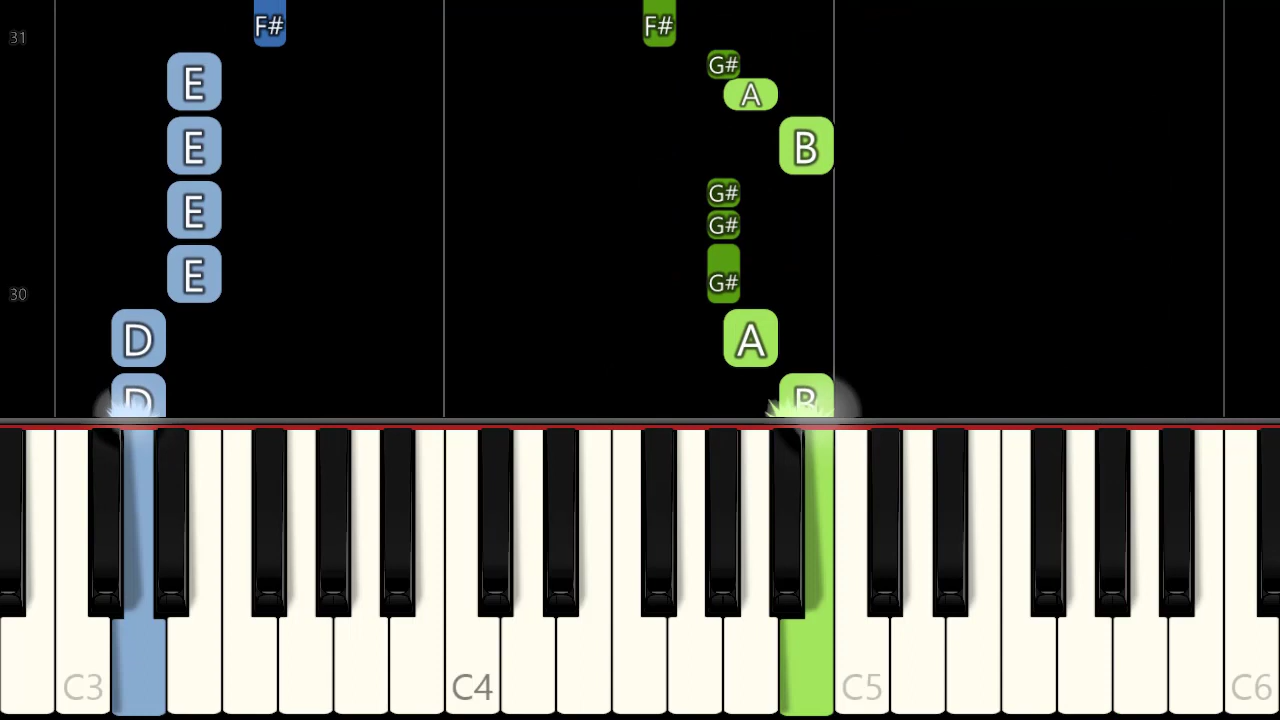 F# F#
31
G#
E A
E B
G#
E G#
E G#
30
D A
D B
C3 C4 C5 C6